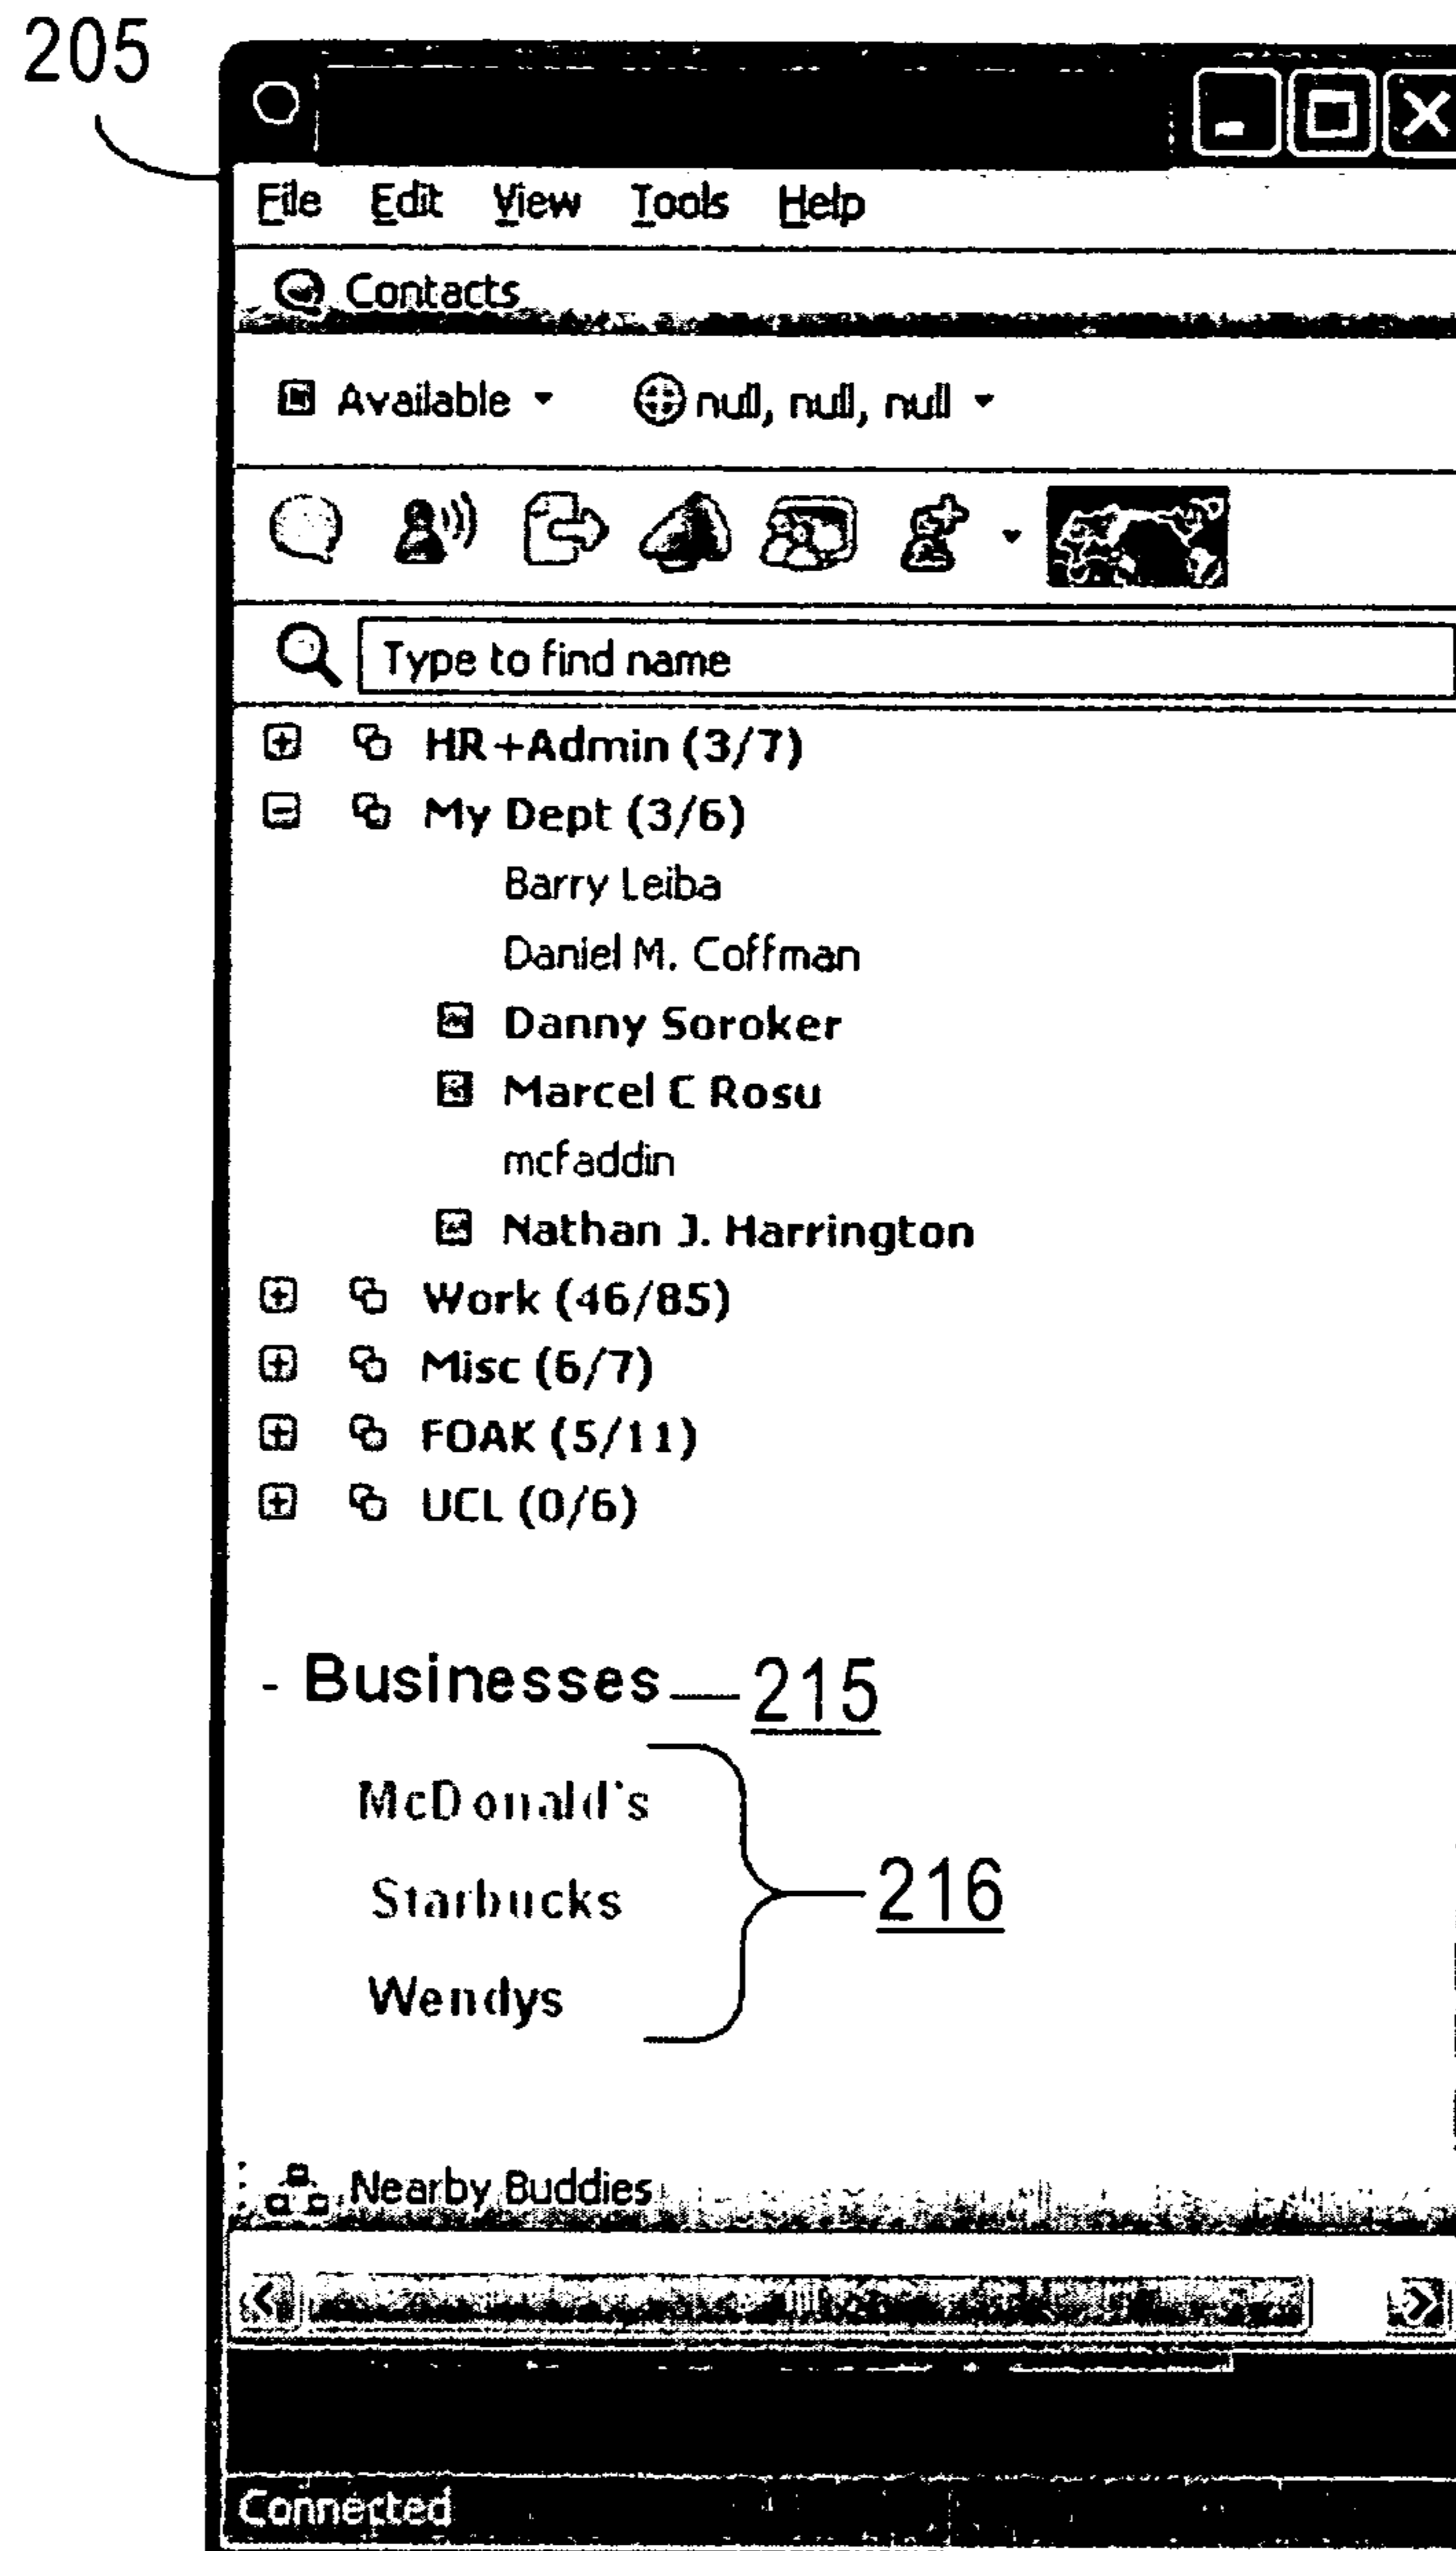 205
File Edit View Tools Help
Contacts
Available null, null, null
Type to find name
HR+Admin (3/7)
My Dept (3/6)
Barry Leiba
Daniel M. Coffman
Danny Soroker
Marcel C Rosu
mcfaddin
Nathan J. Harrington
Work (46/85)
Misc (6/7)
FOAK (5/11)
UCL (0/6)
- Businesses 215
McDonald's
Starbucks 216
Wendys
Nearby Buddies
Connected